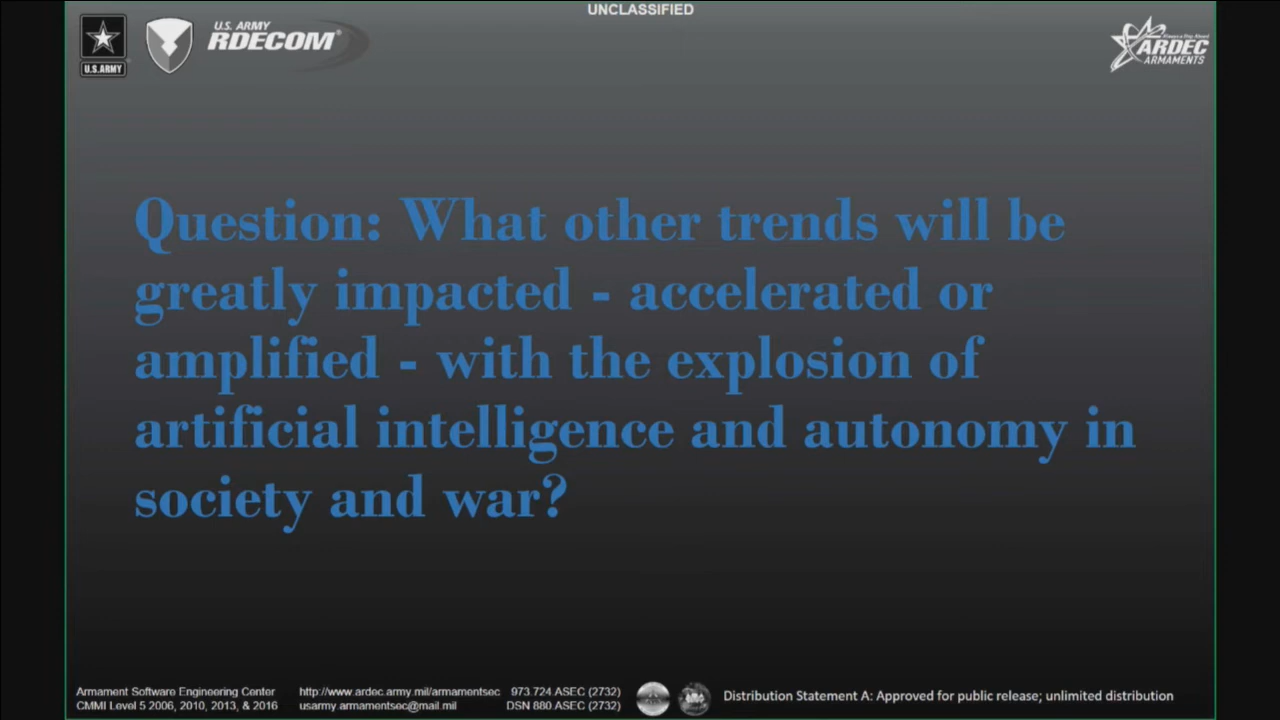 UNCLASSIFIED
U.S. ARMY
U.S. ARMY
RDECOM®
ARDEC
ARMAMENTS
Question: What other trends will be
greatly impacted - accelerated or
amplified - with the explosion of
artificial intelligence and autonomy in
society and war?
Armament Software Engineering Center
CMMI Level 5 2006, 2010, 2013, & 2016
http://www.ardec.army.mil/armamentsec
usarmy.armamentsec@mail.mil
973.724.ASEC (2732)
DSN 880.ASEC (2732)
Distribution Statement A: Approved for public release; unlimited distribution